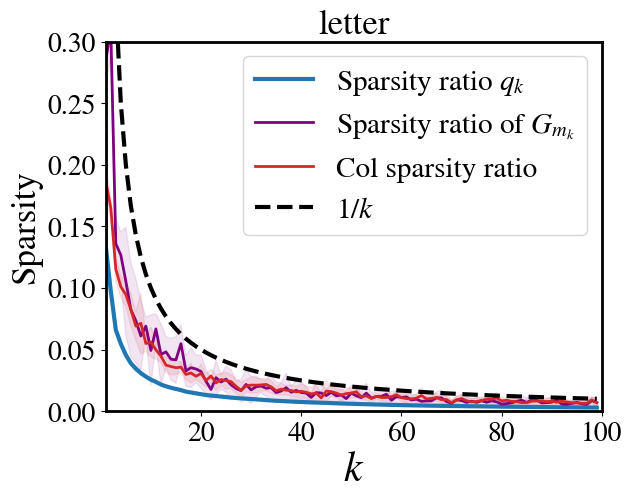 letter
0.30
0.25
0.20
0.15
0.10
0.05
0.00
Sparsity
Sparsity ratio $q_k$
Sparsity ratio of $G_{m_k}$
Col sparsity ratio
1/k
20
40
60
80
100
k